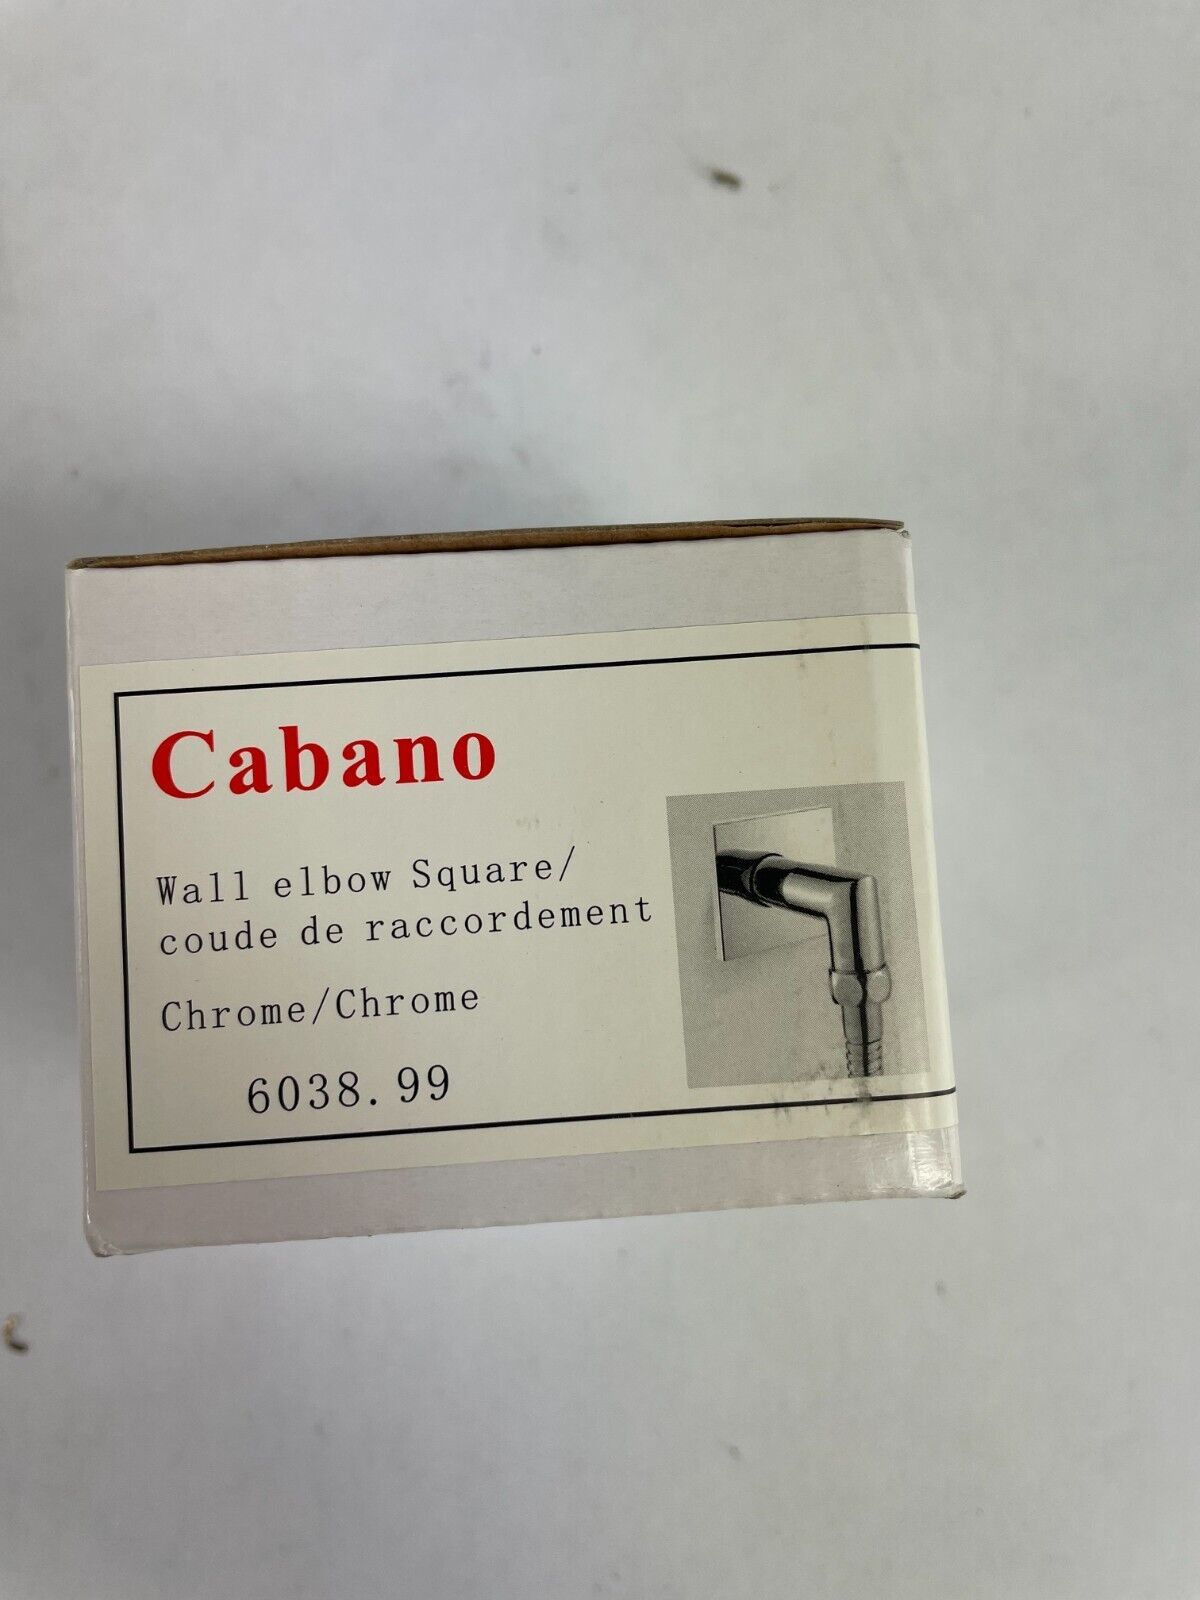 Cabano
Wall elbow Square/
coude de raccordement
Chrome/Chrome
6038.99